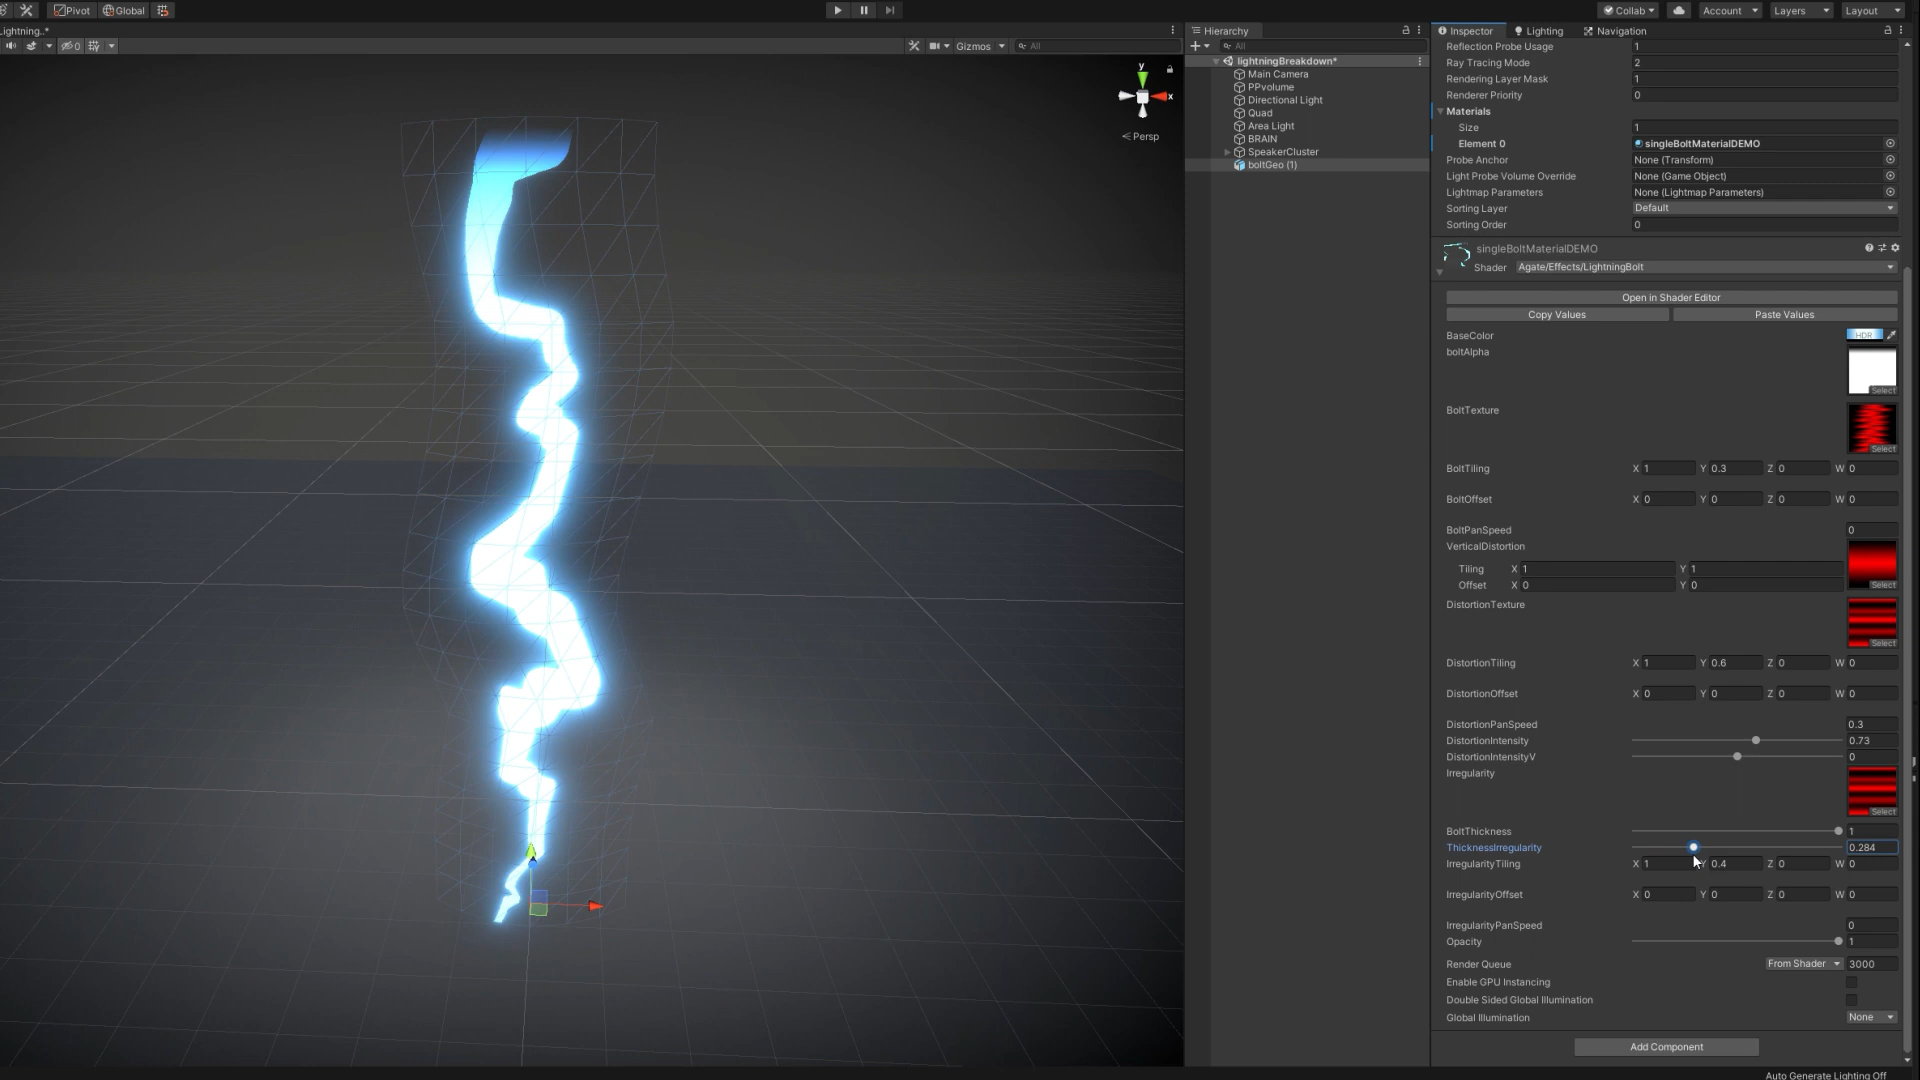 Pivot Global Collab Account Layers Layout
Lightning..*
Hierarchy Inspector Lighting Navigation
0 Gizmos All All
Reflection Probe Usage 1
lightningBreakdown* Ray Tracing Mode 2
Main Camera Rendering Layer Mask 1
PPvolume Renderer Priority 0
Directional Light
Quad Materials
Area Light Size 1
BRAIN Element 0 singleBoltMaterialDEMO
SpeakerCluster Probe Anchor None (Transform)
boltGeo (1) Light Probe Volume Override None (Game Object)
y
x
Persp
Lightmap Parameters None (Lightmap Parameters)
Sorting Layer Default
Sorting Order 0
singleBoltMaterialDEMO
Shader Agate/Effects/LightningBolt
Open in Shader Editor
Copy Values Paste Values
BaseColor HDR
boltAlpha
Select
BoltTexture
Select
BoltTiling X 1 Y 0.3 Z 0 W 0
BoltOffset X 0 Y 0 Z 0 W 0
BoltPanSpeed 0
VerticalDistortion
Tiling X 1 Y 1
Offset X 0 Y 0 Select
DistortionTexture
Select
DistortionTiling X 1 Y 0.6 Z 0 W 0
DistortionOffset X 0 Y 0 Z 0 W 0
DistortionPanSpeed 0.3
DistortionIntensity 0.73
DistortionIntensityV 0
Irregularity
Select
BoltThickness 1
ThicknessIrregularity 0.284
IrregularityTiling X 1 Y 0.4 Z 0 W 0
IrregularityOffset X 0 Y 0 Z 0 W 0
IrregularityPanSpeed 0
Opacity 1
Render Queue From Shader 3000
Enable GPU Instancing
Double Sided Global Illumination
Global Illumination None
Add Component
Auto Generate Lighting Off